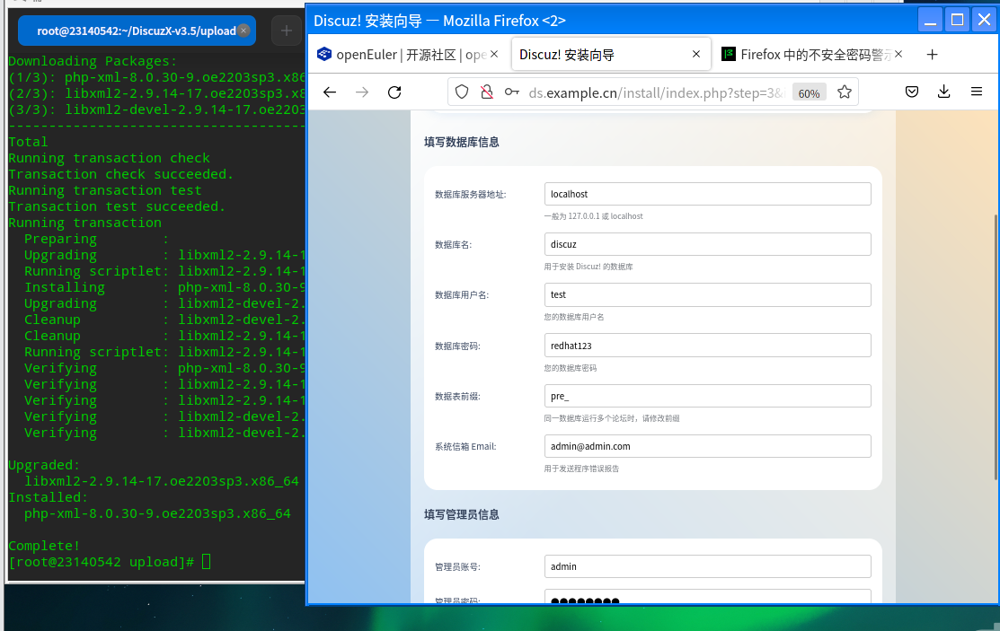 root@23140542:~/DiscuzX-v3.5/upload
Downloading Packages:
(1/3): php-xml-8.0.30-9.oe2203sp3.x86
(2/3): libxml2-2.9.14-17.oe2203sp3.x8
(3/3): libxml2-devel-2.9.14-17.oe2203
Total
Running transaction check
Transaction check succeeded.
Running transaction test
Transaction test succeeded.
Running transaction
Preparing :
Upgrading : libxml2-2.9.14-1
Running scriptlet: libxml2-2.9.14-1
Installing : php-xml-8.0.30-9
Upgrading : libxml2-devel-2.
Cleanup : libxml2-devel-2.
Cleanup : libxml2-2.9.14-1
Running scriptlet: libxml2-2.9.14-1
Verifying : php-xml-8.0.30-9
Verifying : libxml2-2.9.14-1
Verifying : libxml2-2.9.14-1
Verifying : libxml2-devel-2.
Verifying : libxml2-devel-2.
Upgraded:
libxml2-2.9.14-17.oe2203sp3.x86_64
Installed:
php-xml-8.0.30-9.oe2203sp3.x86_64
Complete!
[root@23140542 upload]#
Discuz! 安装向导 — Mozilla Firefox <2>
openEuler | 开源社区 | ope
Discuz! 安装向导
Firefox 中的不安全密码警示
ds.example.cn/install/index.php?step=3&
60%
填写数据库信息
数据库服务器地址: localhost
一般为 127.0.0.1 或 localhost
数据库名: discuz
用于安装 Discuz! 的数据库
数据库用户名: test
您的数据库用户名
数据库密码: redhat123
您的数据库密码
数据表前缀: pre_
同一数据库运行多个论坛时，请修改前缀
系统信箱 Email: admin@admin.com
用于发送程序错误报告
填写管理员信息
管理员账号: admin
管理员密码: ●●●●●●●●